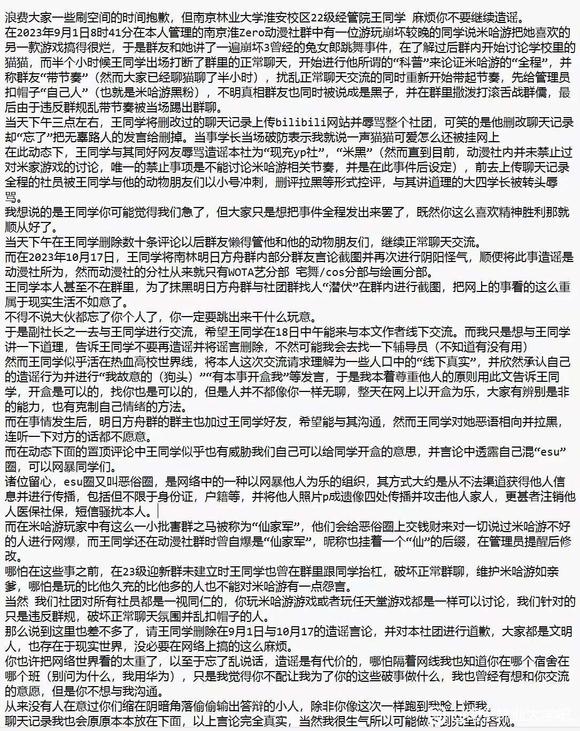 浪费大家一些刷空间的时间抱歉，但南京林业大学淮安校区22级经管院王同学 麻烦你不要继续造谣。
在2023年9月1日8时41分在本人管理的南京淮Zero动漫社群中有一位游玩崩坏较晚的同学说米哈游把她喜欢的
另一款游戏搞得很烂，于是群友和她讲了一遍崩坏3曾经的兔女郎跳舞事件，在了解过后群内开始讨论学校里的
猫猫，而半个小时候王同学出场打断了群里的正常聊天，开始进行他所谓的“科普”来论证米哈游的“全程”，并
称群友“带节奏”（然而大家已经聊猫聊了半小时），扰乱正常聊天交流的同时重新开始带起节奏，先给管理员
扣帽子“自己人”（也就是米哈游黑粉），不明真相群友也同时被说成是黑子，并在群里撒泼打滚舌战群儒，最
后由于违反群规乱带节奏被当场踢出群聊。
当天下午三点左右，王同学将删改过的聊天记录上传bilibili网站并辱骂整个社团，可笑的是他删改聊天记录
却“忘了”把无辜路人的发言给删掉。当事学长当场破防表示我就说一声猫猫可爱怎么还被挂网上
在此动态下，王同学与其同好网友辱骂造谣本社为“现充yp社”，“米黑”（然而直到目前，动漫社内并未禁止过
对米家游戏的讨论，唯一的禁止事项是不能讨论米哈游相关节奏，并是在此事件后设定），前去上传聊天记录
全程的社员被王同学与他的动物朋友们以小号冲刺，删评拉黑等形式控评，与其讲道理的大四学长被转头辱
骂。
我想说的是王同学你可能觉得我们急了，但大家只是想把事件全程发出来罢了，既然你这么喜欢精神胜利那就
顺从好了。
当天下午在王同学删除数十条评论以后群友懒得管他和他的动物朋友们，继续正常聊天交流。
而在2023年10月17日，王同学将南林明日方舟群内部分群友言论截图并再次进行阴阳怪气，顺便将此事造谣是
动漫社所为，然而动漫社的分社从来就只有WOTA艺分部 宅舞/cos分部与绘画分部。
王同学本人甚至不在群里，为了抹黑明日方舟群与社团群找人“潜伏”在群内进行截图，把网上的事看的这么重
属于现实生活不如意了。
不得不说大伙都忘了你个人了，你一定要跳出来干什么玩意。
于是副社长之一去与王同学进行交流，希望王同学在18日中午能来与本文作者线下交流。而我只是想与王同学
讲一下道理，告诉王同学不要再造谣并将谣言删除，不然可能我会去找一下辅导员（不知道有没有用）
然而王同学似乎活在热血高校世界线，将本人这次交流请求理解为一些人口中的“线下真实”，并欣然承认自己
的造谣行为并进行“我故意的（狗头）”“有本事开盒我”等发言，于是我本着尊重他人的原则用此文告诉王同
学，开盒是可以的，找你也是可以的，但是人并不都像你一样无聊，整天在网上以开盒为乐，大家有辨别是非
的能力，也有克制自己情绪的方法。
而在事情发生后，明日方舟群的群主也加过王同学好友，希望能与其沟通，然而王同学对她恶语相向并拉黑，
连听一下对方的话都不愿意。
而在动态下面的置顶评论中王同学似乎也有威胁我们自己可以给同学开盒的意思，并言论中透露自己混“esu”
圈，可以网暴同学们。
诸位留心，esu圈又叫恶俗圈，是网络中的一种以网暴他人为乐的组织，其方式大约是从不法渠道获得他人信
息并进行传播，包括但不限于身份证，户籍等，并将他人照片p成遗像四处传播并攻击他人家人，更甚者注销他
人医保社保，短信骚扰本人。
而在米哈游玩家中有这么一小批害群之马被称为“仙家军”，他们会给恶俗圈上交钱财来对一切说过米哈游不好
的人进行网爆，而王同学还在动漫社群时曾自爆是“仙家军”，昵称也挂着一个“仙”的后缀，在管理员提醒后修
改。
哪怕在这些事之前，在23级迎新群未建立时王同学也曾在群里跟同学抬杠，破坏正常群聊，维护米哈游如亲
爹，哪怕是玩的比他久充的比他多的人也不能对米哈游有一点怨言。
当然 我们社团对所有社员都是一视同仁的，你玩米哈游游戏或者玩任天堂游戏都是一样可以讨论，我们针对的
只是违反群规，破坏正常聊天氛围并乱扣帽子的人。
那么说到这里也差不多了，请王同学删除在9月1日与10月17的造谣言论，并对本社团进行道歉，大家都是文明
人，也存在于现实世界，没必要在网络上搞的这么麻烦。
你也许把网络世界看的太重了，以至于忘了乱说话，造谣是有代价的，哪怕隔着网线我也知道你在哪个宿舍在
哪个班（别问为什么，我用华为），只是我觉得你不配让我为了你的这些破事做什么，我也曾经有想和你交流
的意愿，但是你不想与我沟通。
从来没有人在意过你们缩在阴暗角落偷偷输出答辩的小人，除非你像这次一样跑到我脸上烦我。
聊天记录我也会原原本本放在下面，以上言论完全真实，当然我很生气所以可能做不到完全的客观。